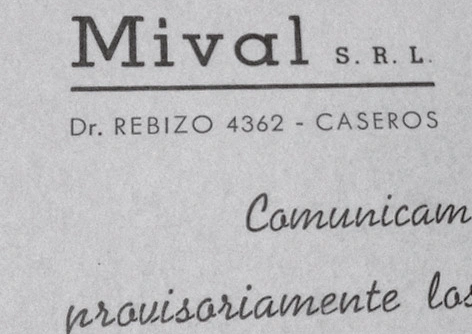 Mival S. R. L.
Dr. REBIZO 4362 - CASEROS
Comunicam
provisoriamente los